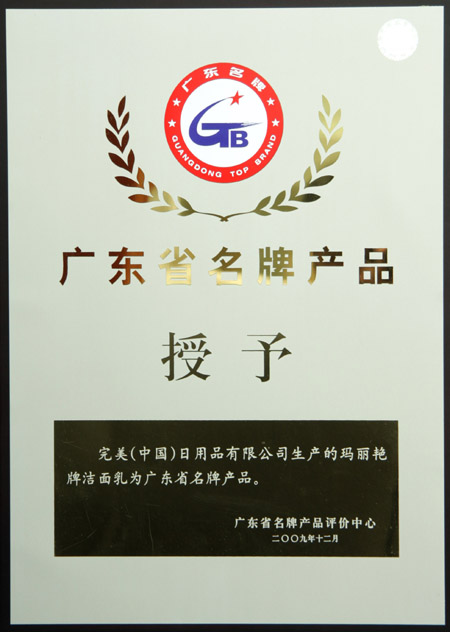 广东名牌
GTB
GUANGDONG TOP BRAND
广东省名牌产品
授予
完美(中国)日用品有限公司生产的玛丽艳
牌洁面乳为广东省名牌产品。
广东省名牌产品评价中心
二〇〇九年十二月